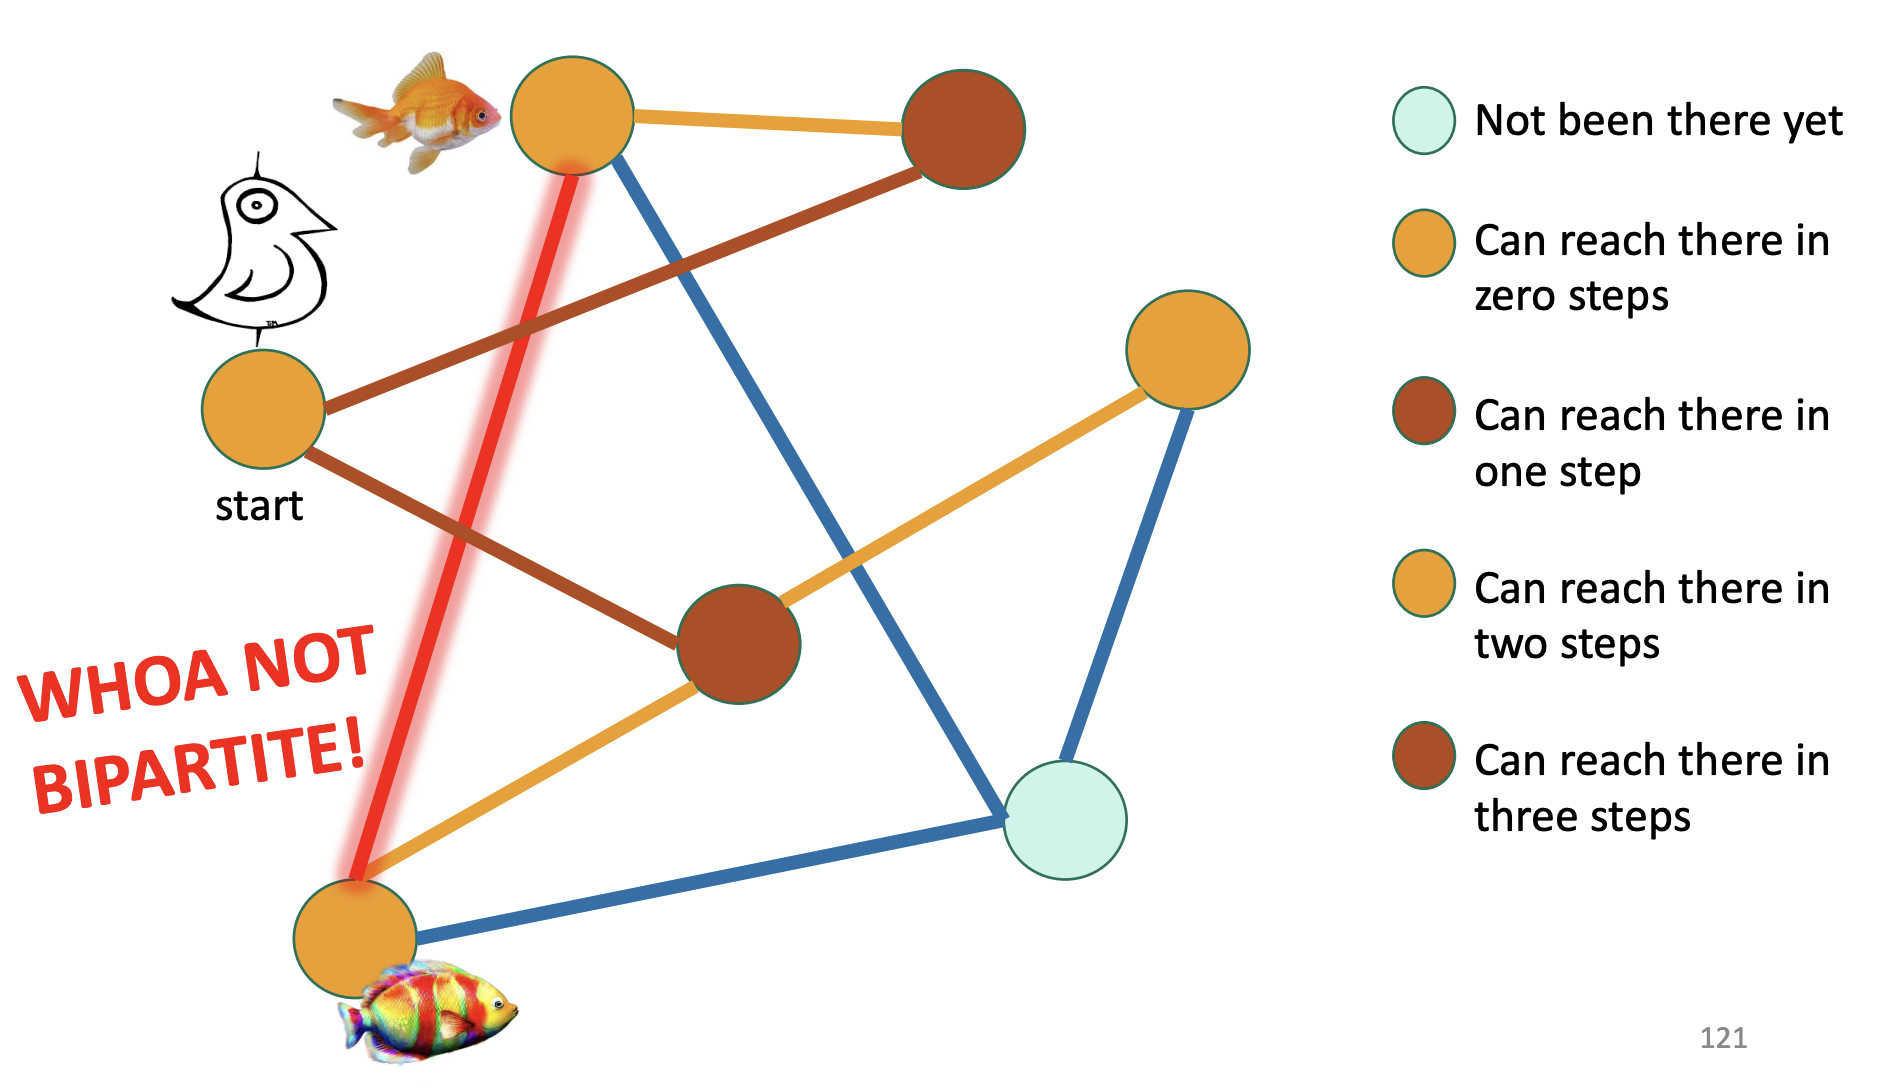 Not been there yet
Can reach there in
zero steps
Can reach there in
one step
start
Can reach there in
two steps
WHOA NOT
BIPARTITE!
Can reach there in
three steps
121